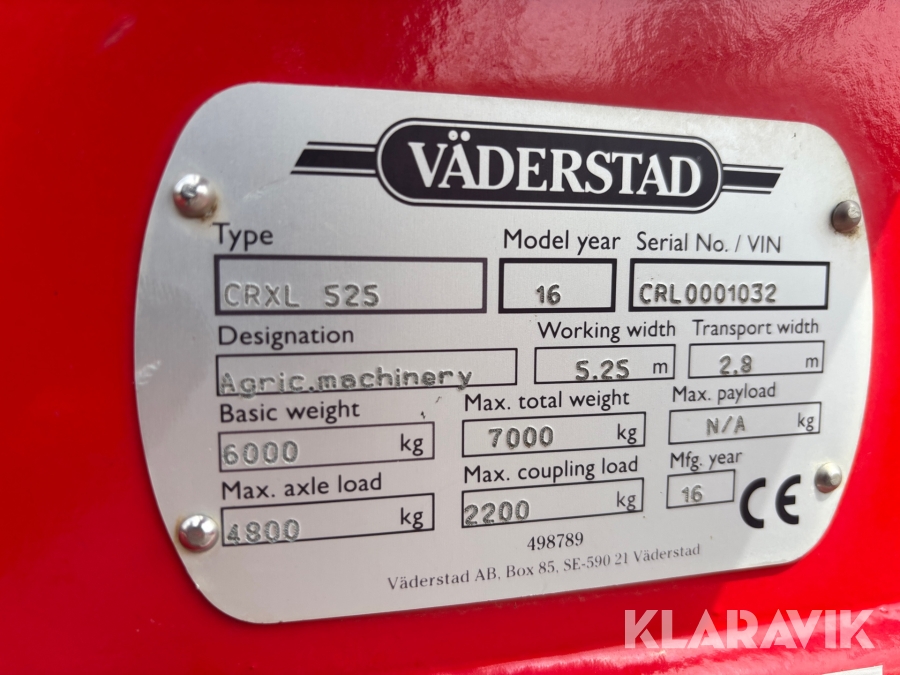 VÄDERSTAD
Type Model year Serial No. / VIN
CRXL 525 16 CRL0001032
Designation Working width Transport width
Agric.machinery 5.25 m 2.8 m
Basic weight Max. total weight Max. payload
6000 kg 7000 kg N/A kg
Max. axle load Max. coupling load Mfg. year
4800 kg 2200 kg 16 CE
498789
Väderstad AB, Box 85, SE-590 21 Väderstad
KLARAVIK